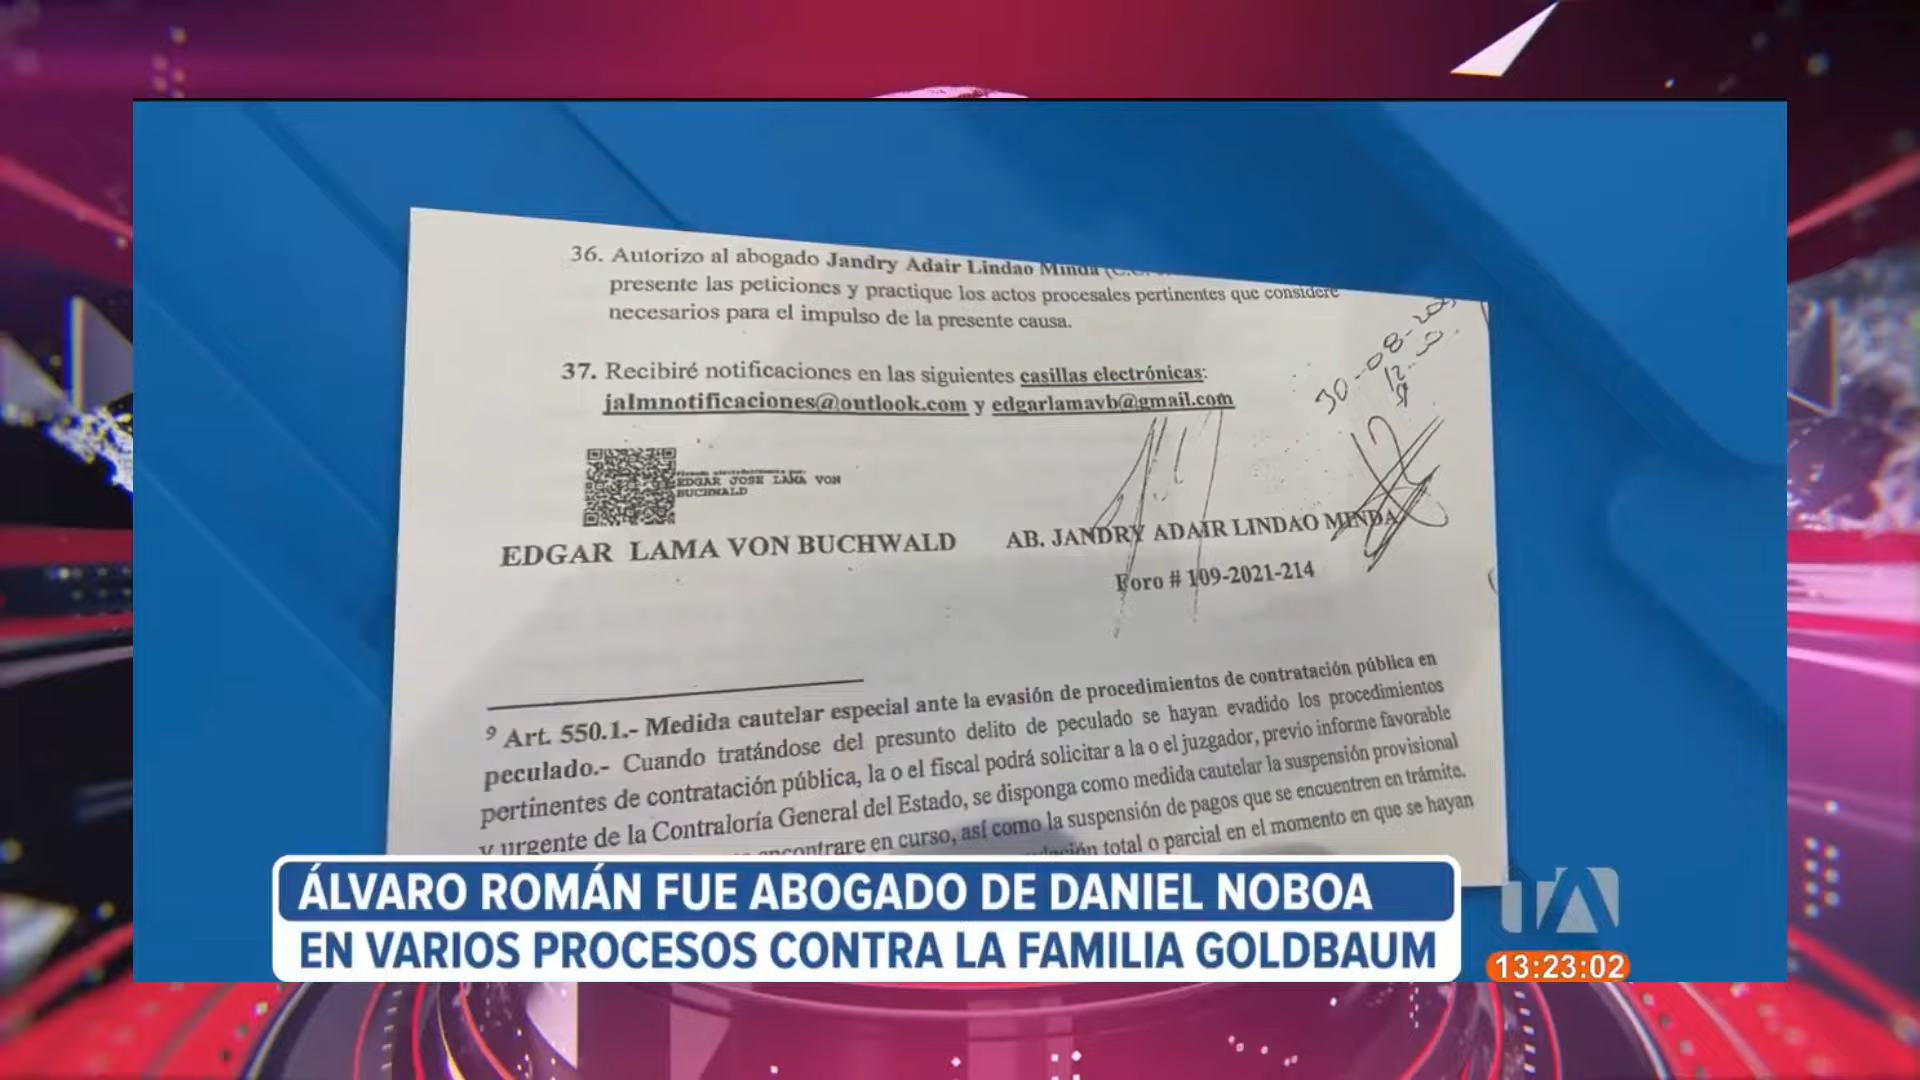 36. Autorizo al abogado Jandry Adair Lindao Minda
presente las peticiones y practique los actos procesales pertinentes que considere
necesarios para el impulso de la presente causa.
37. Recibiré notificaciones en las siguientes casillas electrónicas:
jalmnotificaciones@outlook.com y edgarlamavb@gmail.com
30-08-20
12
EDGAR JOSE LAMA VON
BUCHWALD
EDGAR LAMA VON BUCHWALD
AB. JANDRY ADAIR LINDAO MINDA
Foro # 109-2021-214
9 Art. 550.1.- Medida cautelar especial ante la evasión de procedimientos de contratación pública en
peculado.- Cuando tratándose del presunto delito de peculado se hayan evadido los procedimientos
pertinentes de contratación pública, la o el fiscal podrá solicitar a la o el juzgador, previo informe favorable
y urgente de la Contraloría General del Estado, se disponga como medida cautelar la suspensión provisional
encontrare en curso, así como la suspensión de pagos que se encuentren en trámite.
total o parcial en el momento en que se hayan
ÁLVARO ROMÁN FUE ABOGADO DE DANIEL NOBOA
EN VARIOS PROCESOS CONTRA LA FAMILIA GOLDBAUM
TA
13:23:02